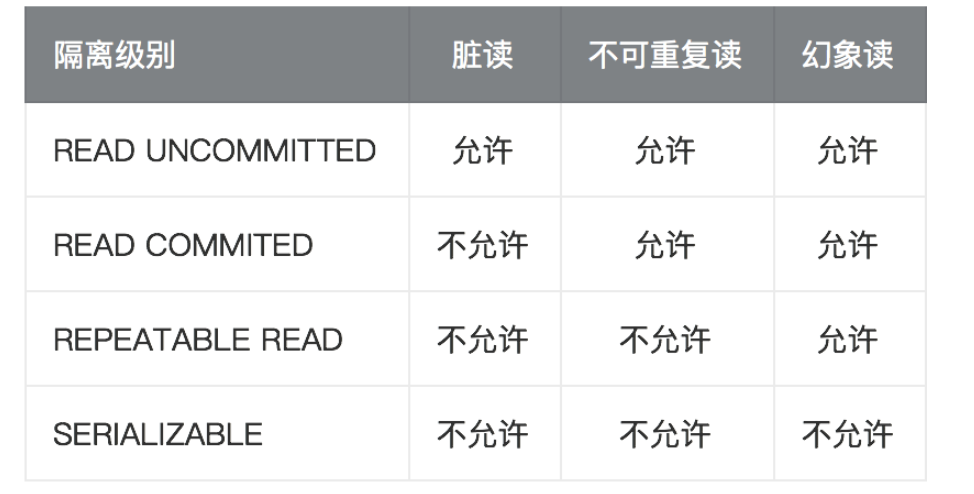 隔离级别 脏读 不可重复读 幻象读
READ UNCOMMITTED 允许 允许 允许
READ COMMITED 不允许 允许 允许
REPEATABLE READ 不允许 不允许 允许
SERIALIZABLE 不允许 不允许 不允许